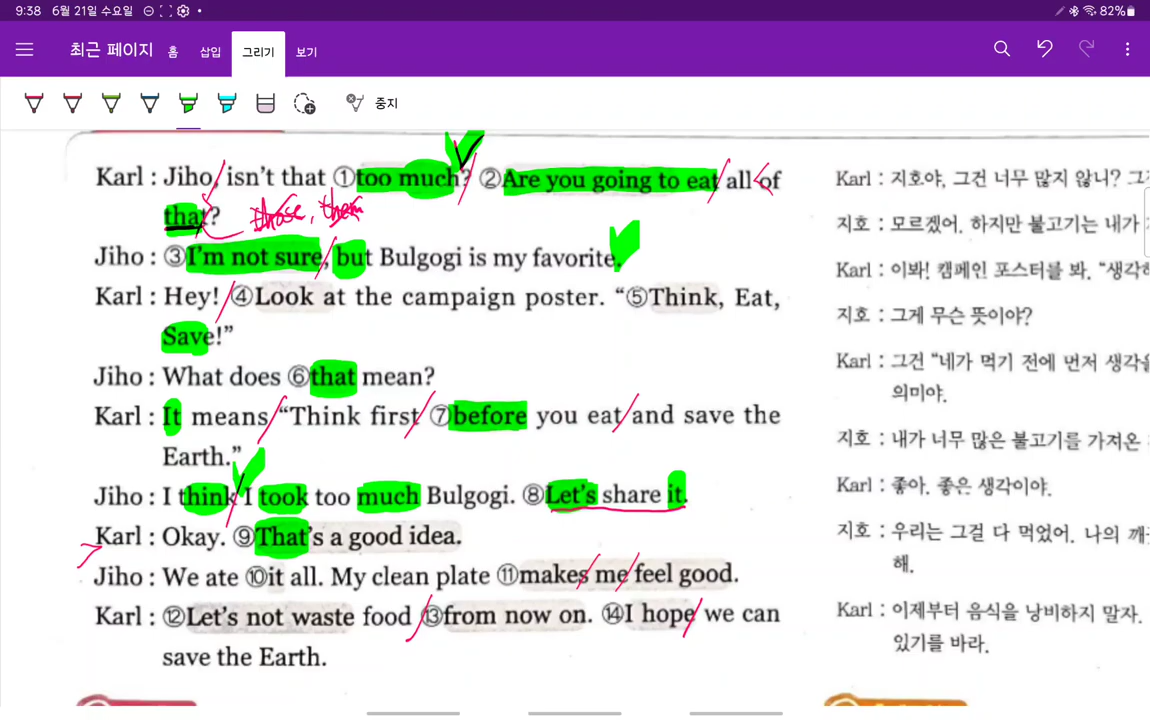 9:38 6월 21일 수요일 82%
최근 페이지 홈 삽입 그리기 보기
중지
Karl : Jiho, isn't that ①too much? ②Are you going to eat all of
that? those, them
Jiho : ③I'm not sure, but Bulgogi is my favorite.
Karl : Hey! ④Look at the campaign poster. "⑤Think, Eat,
Save!"
Jiho : What does ⑥that mean?
Karl : It means "Think first ⑦before you eat and save the
Earth."
Jiho : I think I took too much Bulgogi. ⑧Let's share it.
Karl : Okay. ⑨That's a good idea.
Jiho : We ate ⑩it all. My clean plate ⑪makes me feel good.
Karl : ⑫Let's not waste food ⑬from now on. ⑭I hope we can
save the Earth.
Karl : 지호야, 그건 너무 많지 않니? 그
지호 : 모르겠어. 하지만 불고기는 내가
Karl : 이봐! 캠페인 포스터를 봐. "생각하
지호 : 그게 무슨 뜻이야?
Karl : 그건 "네가 먹기 전에 먼저 생각을
의미야.
지호 : 내가 너무 많은 불고기를 가져온
Karl : 좋아. 좋은 생각이야.
지호 : 우리는 그걸 다 먹었어. 나의 깨
해.
Karl : 이제부터 음식을 낭비하지 말자.
있기를 바라.